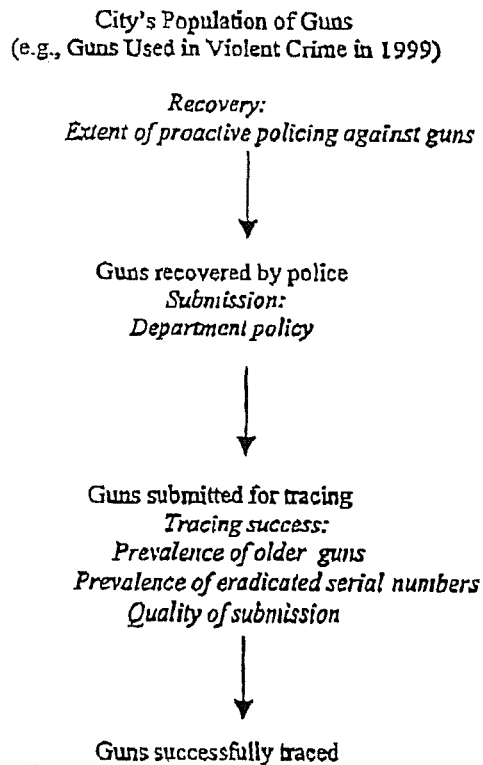 City's Population of Guns
(e.g., Guns Used in Violent Crime in 1999)
Recovery:
Extent of proactive policing against guns
Guns recovered by police
Submission:
Department policy
Guns submitted for tracing
Tracing success:
Prevalence of older guns
Prevalence of eradicated serial numbers
Quality of submission
Guns successfully traced